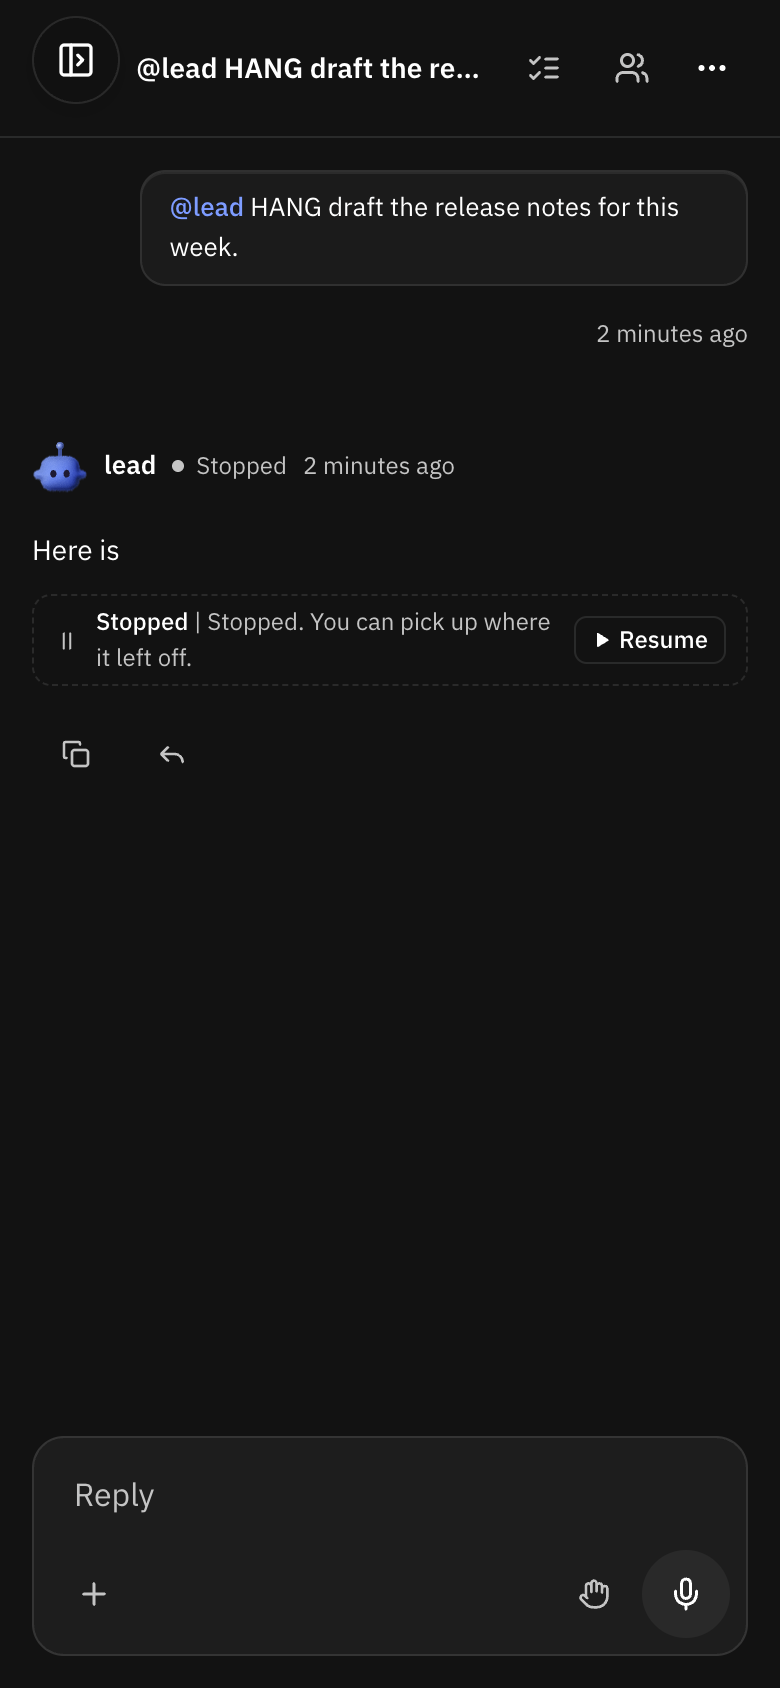 @lead HANG draft the re...
@lead HANG draft the release notes for this
week.
2 minutes ago
lead Stopped 2 minutes ago
Here is
Stopped | Stopped. You can pick up where
it left off.
Resume
Reply